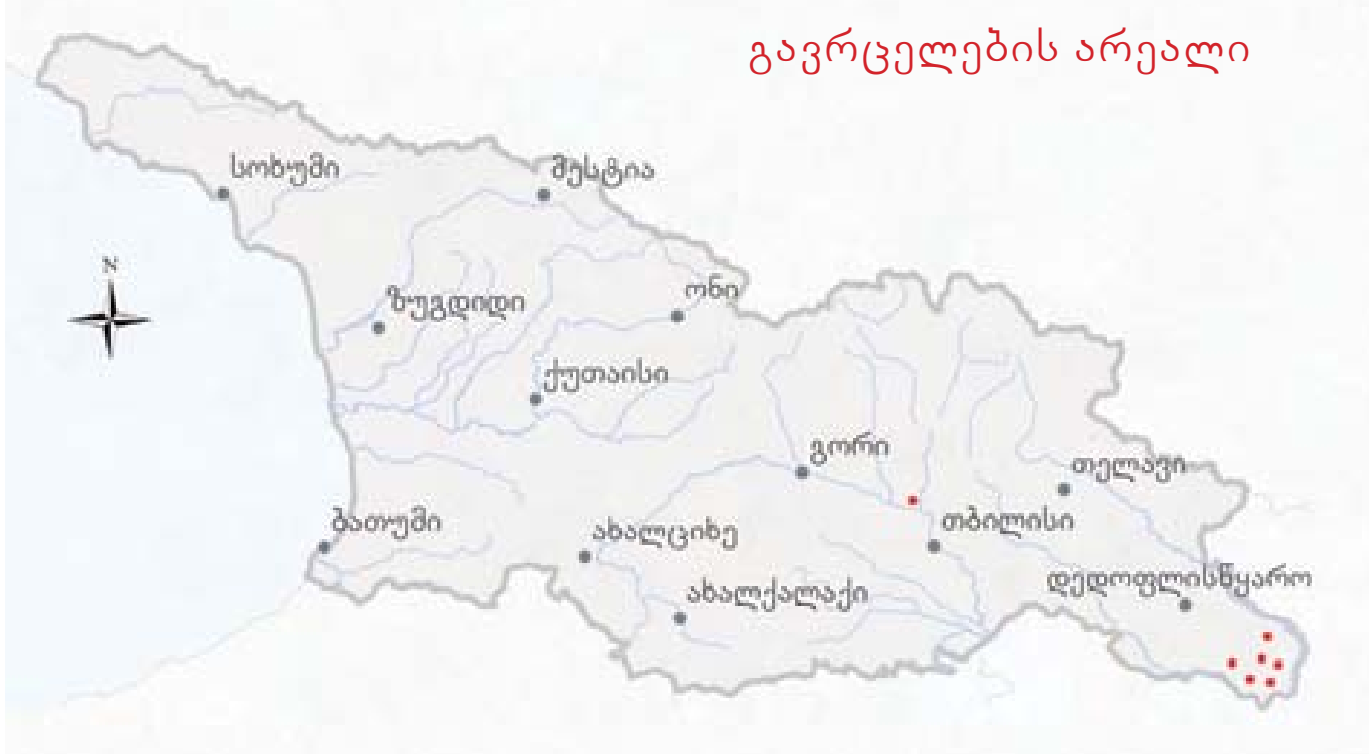 გავრცელების არეალი
სოხუმი
მესტია
N
ზუგდიდი
ონი
ქუთაისი
გორი
თელავი
ბათუმი
ახალციხე
თბილისი
ახალქალაქი
დედოფლისწყარო